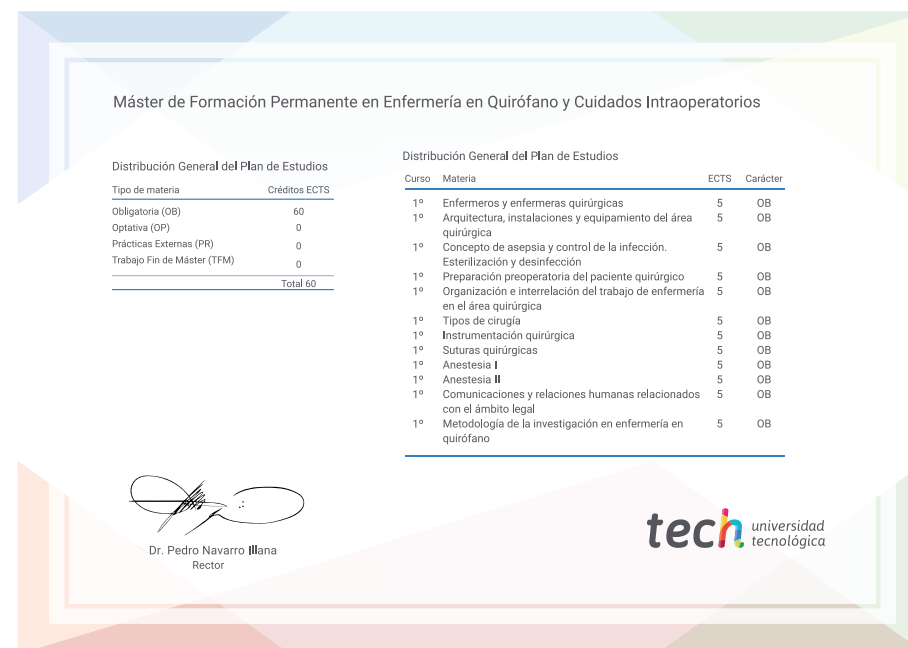 Máster de Formación Permanente en Enfermería en Quirófano y Cuidados Intraoperatorios
Distribución General del Plan de Estudios
Tipo de materia Créditos ECTS
Obligatoria (OB) 60
Optativa (OP) 0
Prácticas Externas (PR) 0
Trabajo Fin de Máster (TFM) 0
Total 60
Distribución General del Plan de Estudios
Curso Materia ECTS Carácter
1º Enfermeros y enfermeras quirúrgicas 5 OB
1º Arquitectura, instalaciones y equipamiento del área 5 OB
quirúrgica
1º Concepto de asepsia y control de la infección. 5 OB
Esterilización y desinfección
1º Preparación preoperatoria del paciente quirúrgico 5 OB
1º Organización e interrelación del trabajo de enfermería 5 OB
en el área quirúrgica
1º Tipos de cirugía 5 OB
1º Instrumentación quirúrgica 5 OB
1º Suturas quirúrgicas 5 OB
1º Anestesia I 5 OB
1º Anestesia II 5 OB
1º Comunicaciones y relaciones humanas relacionados 5 OB
con el ámbito legal
1º Metodología de la investigación en enfermería en 5 OB
quirófano
Dr. Pedro Navarro Illana
Rector
tech universidad
tecnológica